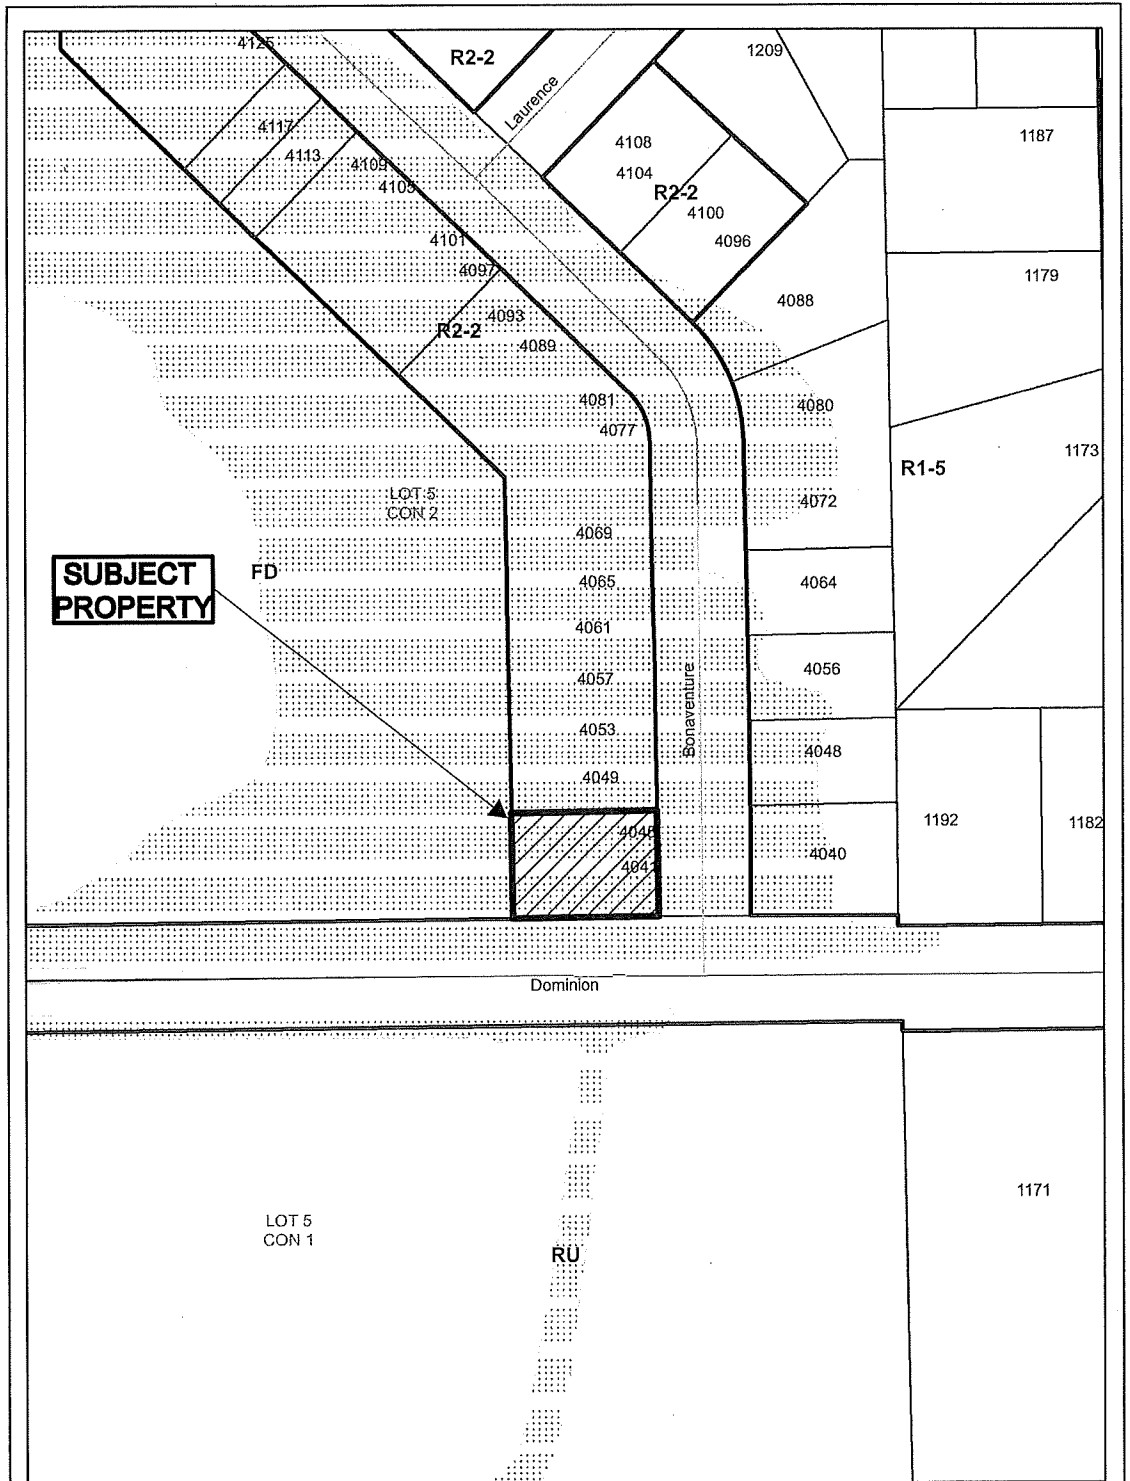 4125
R2-2
1209
Laurence
4117
4108
1187
4113
4109
4104
4105
R2-2
4100
4101
4096
4097
1179
4088
4093
R2-2
4089
4081
4080
4077
1173
R1-5
LOT 5
CON 2
4072
4069
FD
SUBJECT
PROPERTY
4065
4064
4061
4057
4056
Bonaventure
4053
4048
4049
1192
1182
4045
4040
4041
Dominion
1171
LOT 5
CON 1
RU